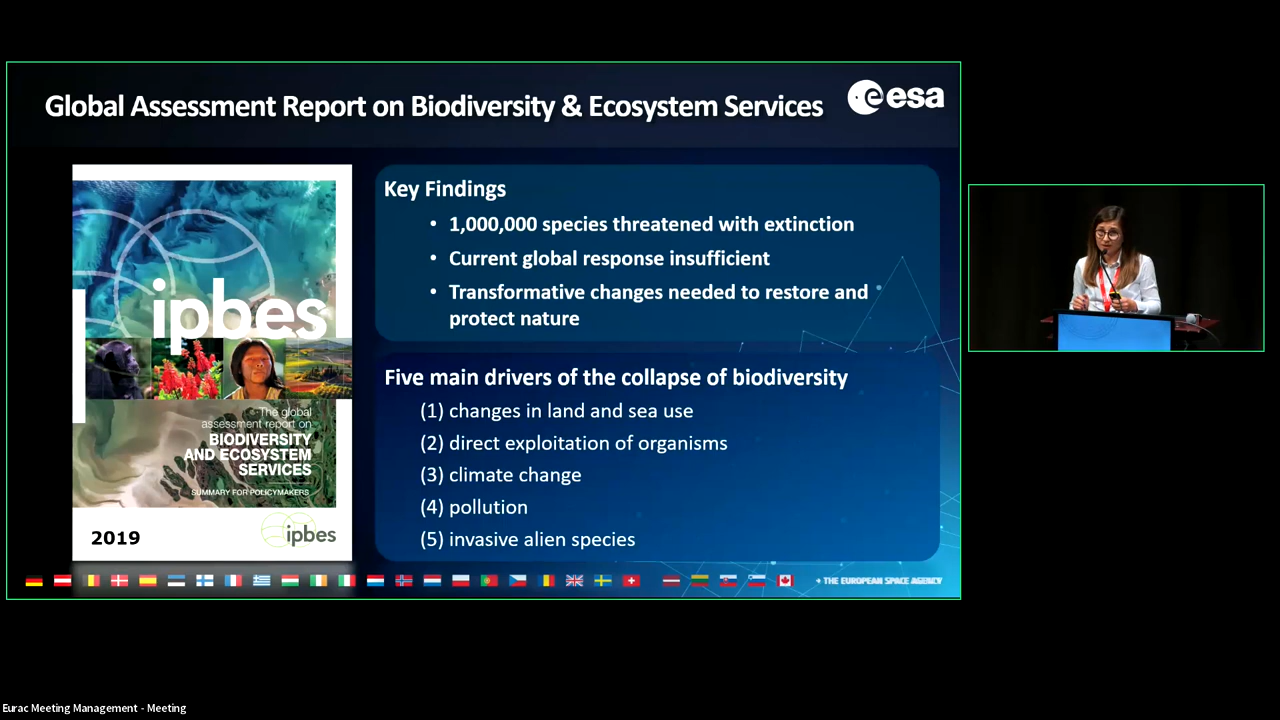 Global Assessment Report on Biodiversity & Ecosystem Services
esa
ipbes
The global
assessment report on
BIODIVERSITY
AND ECOSYSTEM
SERVICES
SUMMARY FOR POLICYMAKERS
2019
ipbes
Key Findings
• 1,000,000 species threatened with extinction
• Current global response insufficient
• Transformative changes needed to restore and
protect nature
Five main drivers of the collapse of biodiversity
(1) changes in land and sea use
(2) direct exploitation of organisms
(3) climate change
(4) pollution
(5) invasive alien species
THE EUROPEAN SPACE AGENCY
Eurac Meeting Management - Meeting